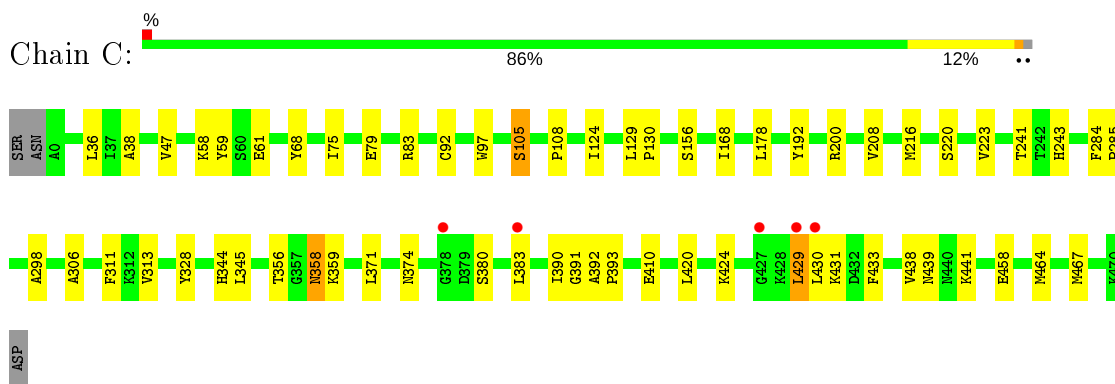 %
Chain C:
86%
12%
••
SER ASN A0 L36 I37 A38 V47 K58 Y59 S60 E61 Y68 I75 E79 R83 C92 W97 S105 P108 I124 L129 P130 S156 I168 L178 Y192 R200 V208 M216 S220 V223 T241 T242 H243 F284 P285
A298 A306 F311 K312 V313 Y328 H344 L345 T356 G357 N358 K359 L371 N374 G378 D379 S380 L383 I390 G391 A392 P393 E410 L420 K424 G427 K428 L429 L430 K431 D432 F433 V438 N439 N440 K441 E458 M464 M467 K470
ASP